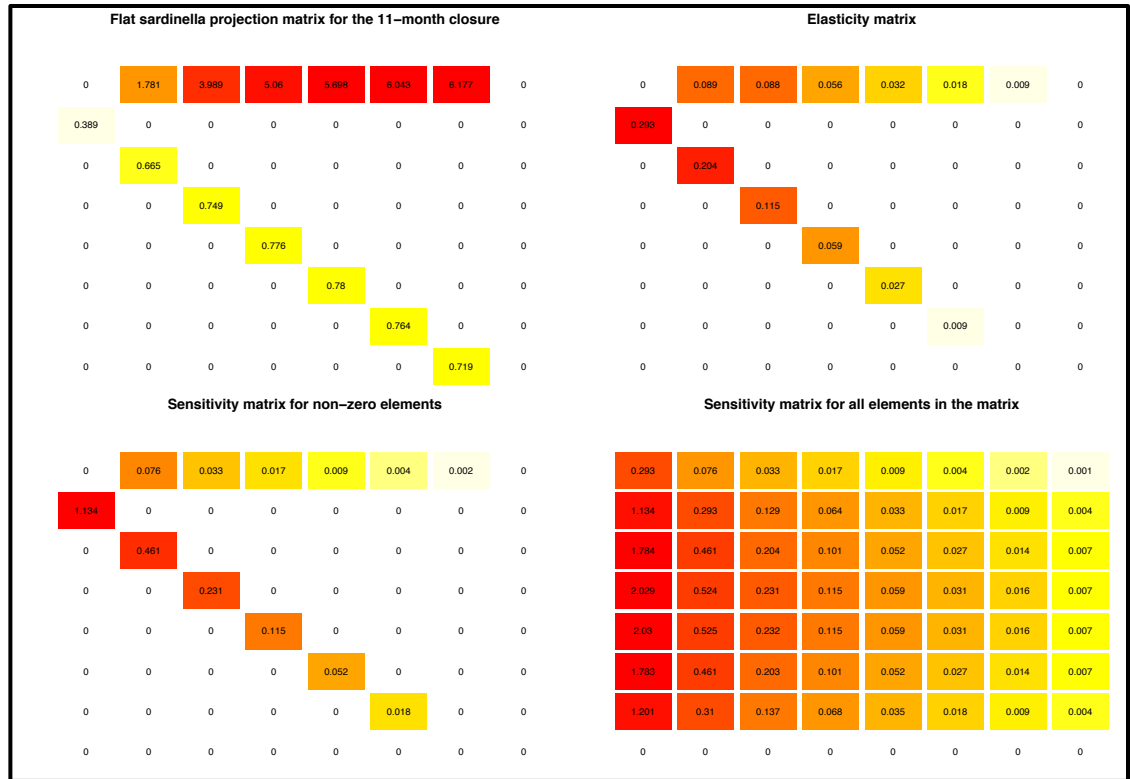 Flat sardinella projection matrix for the 11−month closure
0 1.781 3.989 5.06 5.698 6.043 6.177 0
0.389 0 0 0 0 0 0 0
0 0.665 0 0 0 0 0 0
0 0 0.749 0 0 0 0 0
0 0 0 0.776 0 0 0 0
0 0 0 0 0.78 0 0 0
0 0 0 0 0 0.764 0 0
0 0 0 0 0 0 0.719 0
Elasticity matrix
0 0.089 0.088 0.056 0.032 0.018 0.009 0
0.293 0 0 0 0 0 0 0
0 0.204 0 0 0 0 0 0
0 0 0.115 0 0 0 0 0
0 0 0 0.059 0 0 0 0
0 0 0 0 0.027 0 0 0
0 0 0 0 0 0.009 0 0
0 0 0 0 0 0 0 0
Sensitivity matrix for non−zero elements
0 0.076 0.033 0.017 0.009 0.004 0.002 0
1.134 0 0 0 0 0 0 0
0 0.461 0 0 0 0 0 0
0 0 0.231 0 0 0 0 0
0 0 0 0.115 0 0 0 0
0 0 0 0 0.052 0 0 0
0 0 0 0 0 0.018 0 0
0 0 0 0 0 0 0 0
Sensitivity matrix for all elements in the matrix
0.293 0.076 0.033 0.017 0.009 0.004 0.002 0.001
1.134 0.293 0.129 0.064 0.033 0.017 0.009 0.004
1.784 0.461 0.204 0.101 0.052 0.027 0.014 0.007
2.029 0.524 0.231 0.115 0.059 0.031 0.016 0.007
2.03 0.525 0.232 0.115 0.059 0.031 0.016 0.007
1.783 0.461 0.203 0.101 0.052 0.027 0.014 0.007
1.201 0.31 0.137 0.068 0.035 0.018 0.009 0.004
0 0 0 0 0 0 0 0